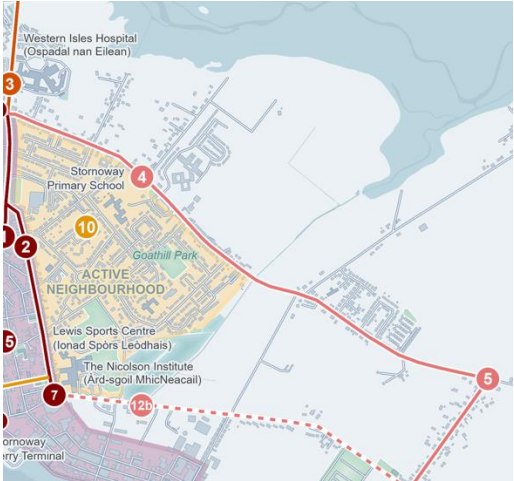 Western Isles Hospital
(Ospadal nan Eilean)
3
Stornoway
Primary School
4
10
2
Goathill Park
ACTIVE
NEIGHBOURHOOD
Lewis Sports Centre
(Ionad Spòrs Leòdhais)
5
The Nicolson Institute
(Àrd-sgoil MhicNeacail)
5
7
12b
ornoway
erry Terminal